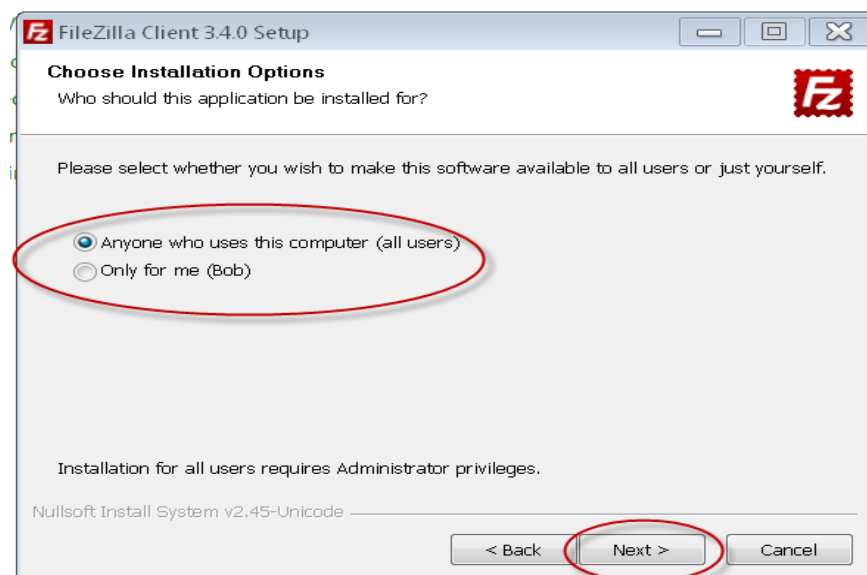 FileZilla Client 3.4.0 Setup
Choose Installation Options
Who should this application be installed for?
Fz
Please select whether you wish to make this software available to all users or just yourself.
Anyone who uses this computer (all users)
Only for me (Bob)
Installation for all users requires Administrator privileges.
Nullsoft Install System v2.45-Unicode
< Back
Next >
Cancel